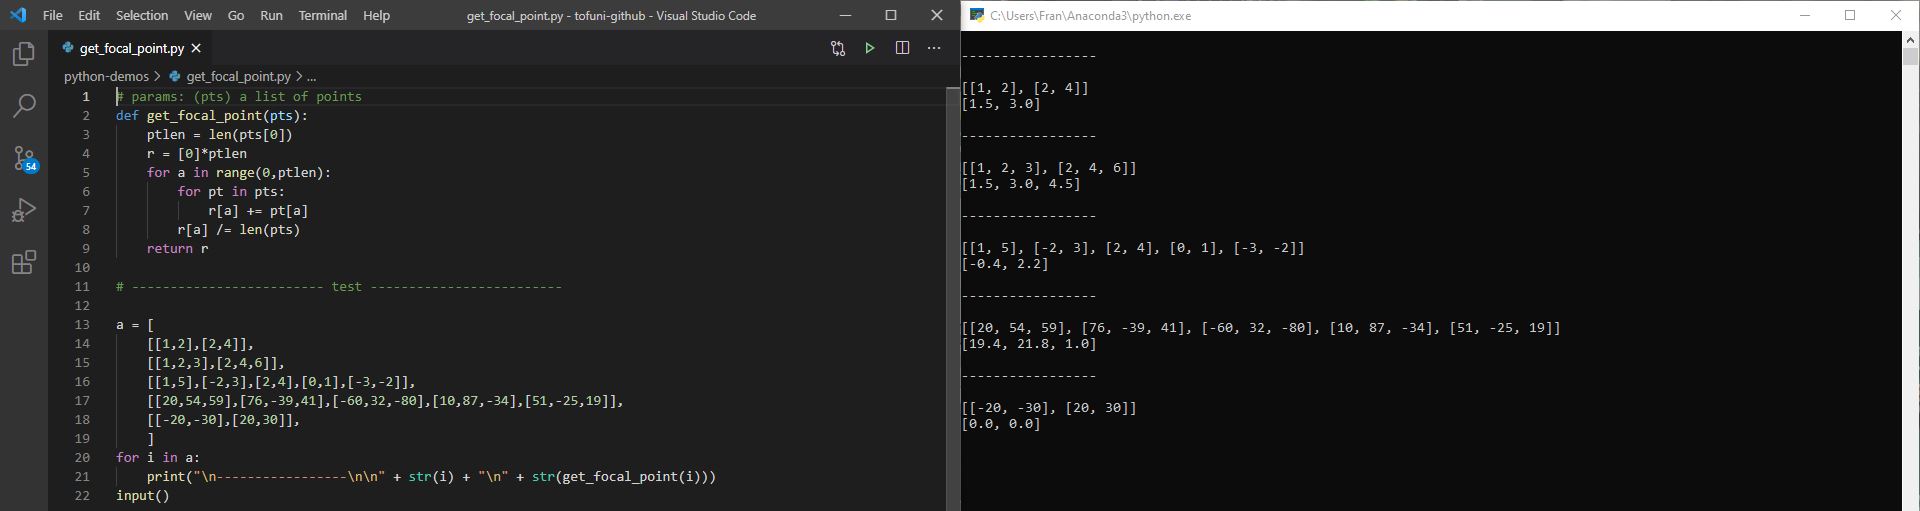 File Edit Selection View Go Run Terminal Help get_focal_point.py - tofuni-github - Visual Studio Code
get_focal_point.py
python-demos > get_focal_point.py > ...
54
1 # params: (pts) a list of points
2 def get_focal_point(pts):
3 ptlen = len(pts[0])
4 r = [0]*ptlen
5 for a in range(0,ptlen):
6 for pt in pts:
7 r[a] += pt[a]
8 r[a] /= len(pts)
9 return r
10
11 # ------------------------- test -------------------------
12
13 a = [
14 [[1,2],[2,4]],
15 [[1,2,3],[2,4,6]],
16 [[1,5],[-2,3],[2,4],[0,1],[-3,-2]],
17 [[20,54,59],[76,-39,41],[-60,32,-80],[10,87,-34],[51,-25,19]],
18 [[-20,-30],[20,30]],
19 ]
20 for i in a:
21 print("\n-----------------\n\n" + str(i) + "\n" + str(get_focal_point(i)))
22 input()
C:\Users\Fran\Anaconda3\python.exe
-----------------
[[1, 2], [2, 4]]
[1.5, 3.0]
-----------------
[[1, 2, 3], [2, 4, 6]]
[1.5, 3.0, 4.5]
-----------------
[[1, 5], [-2, 3], [2, 4], [0, 1], [-3, -2]]
[-0.4, 2.2]
-----------------
[[20, 54, 59], [76, -39, 41], [-60, 32, -80], [10, 87, -34], [51, -25, 19]]
[19.4, 21.8, 1.0]
-----------------
[[-20, -30], [20, 30]]
[0.0, 0.0]